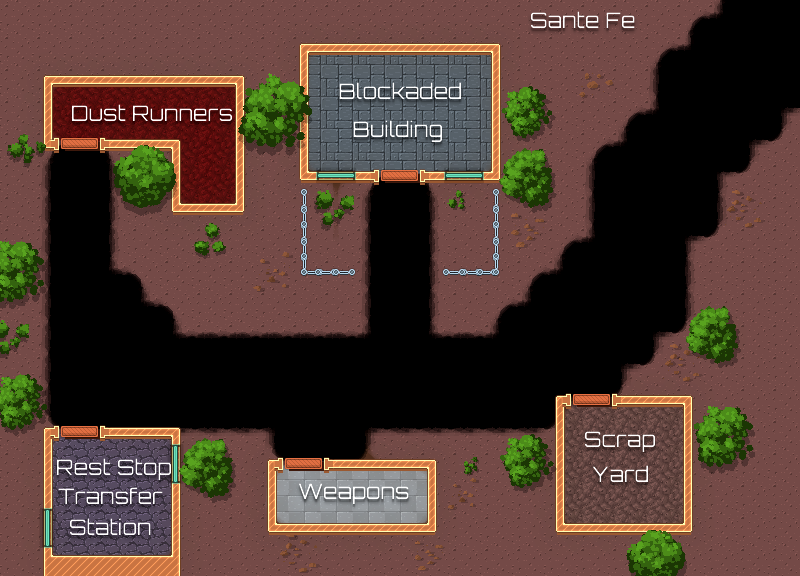 Sante Fe
Blockaded
Building
Dust Runners
Scrap
Yard
Rest Stop
Transfer
Station
Weapons